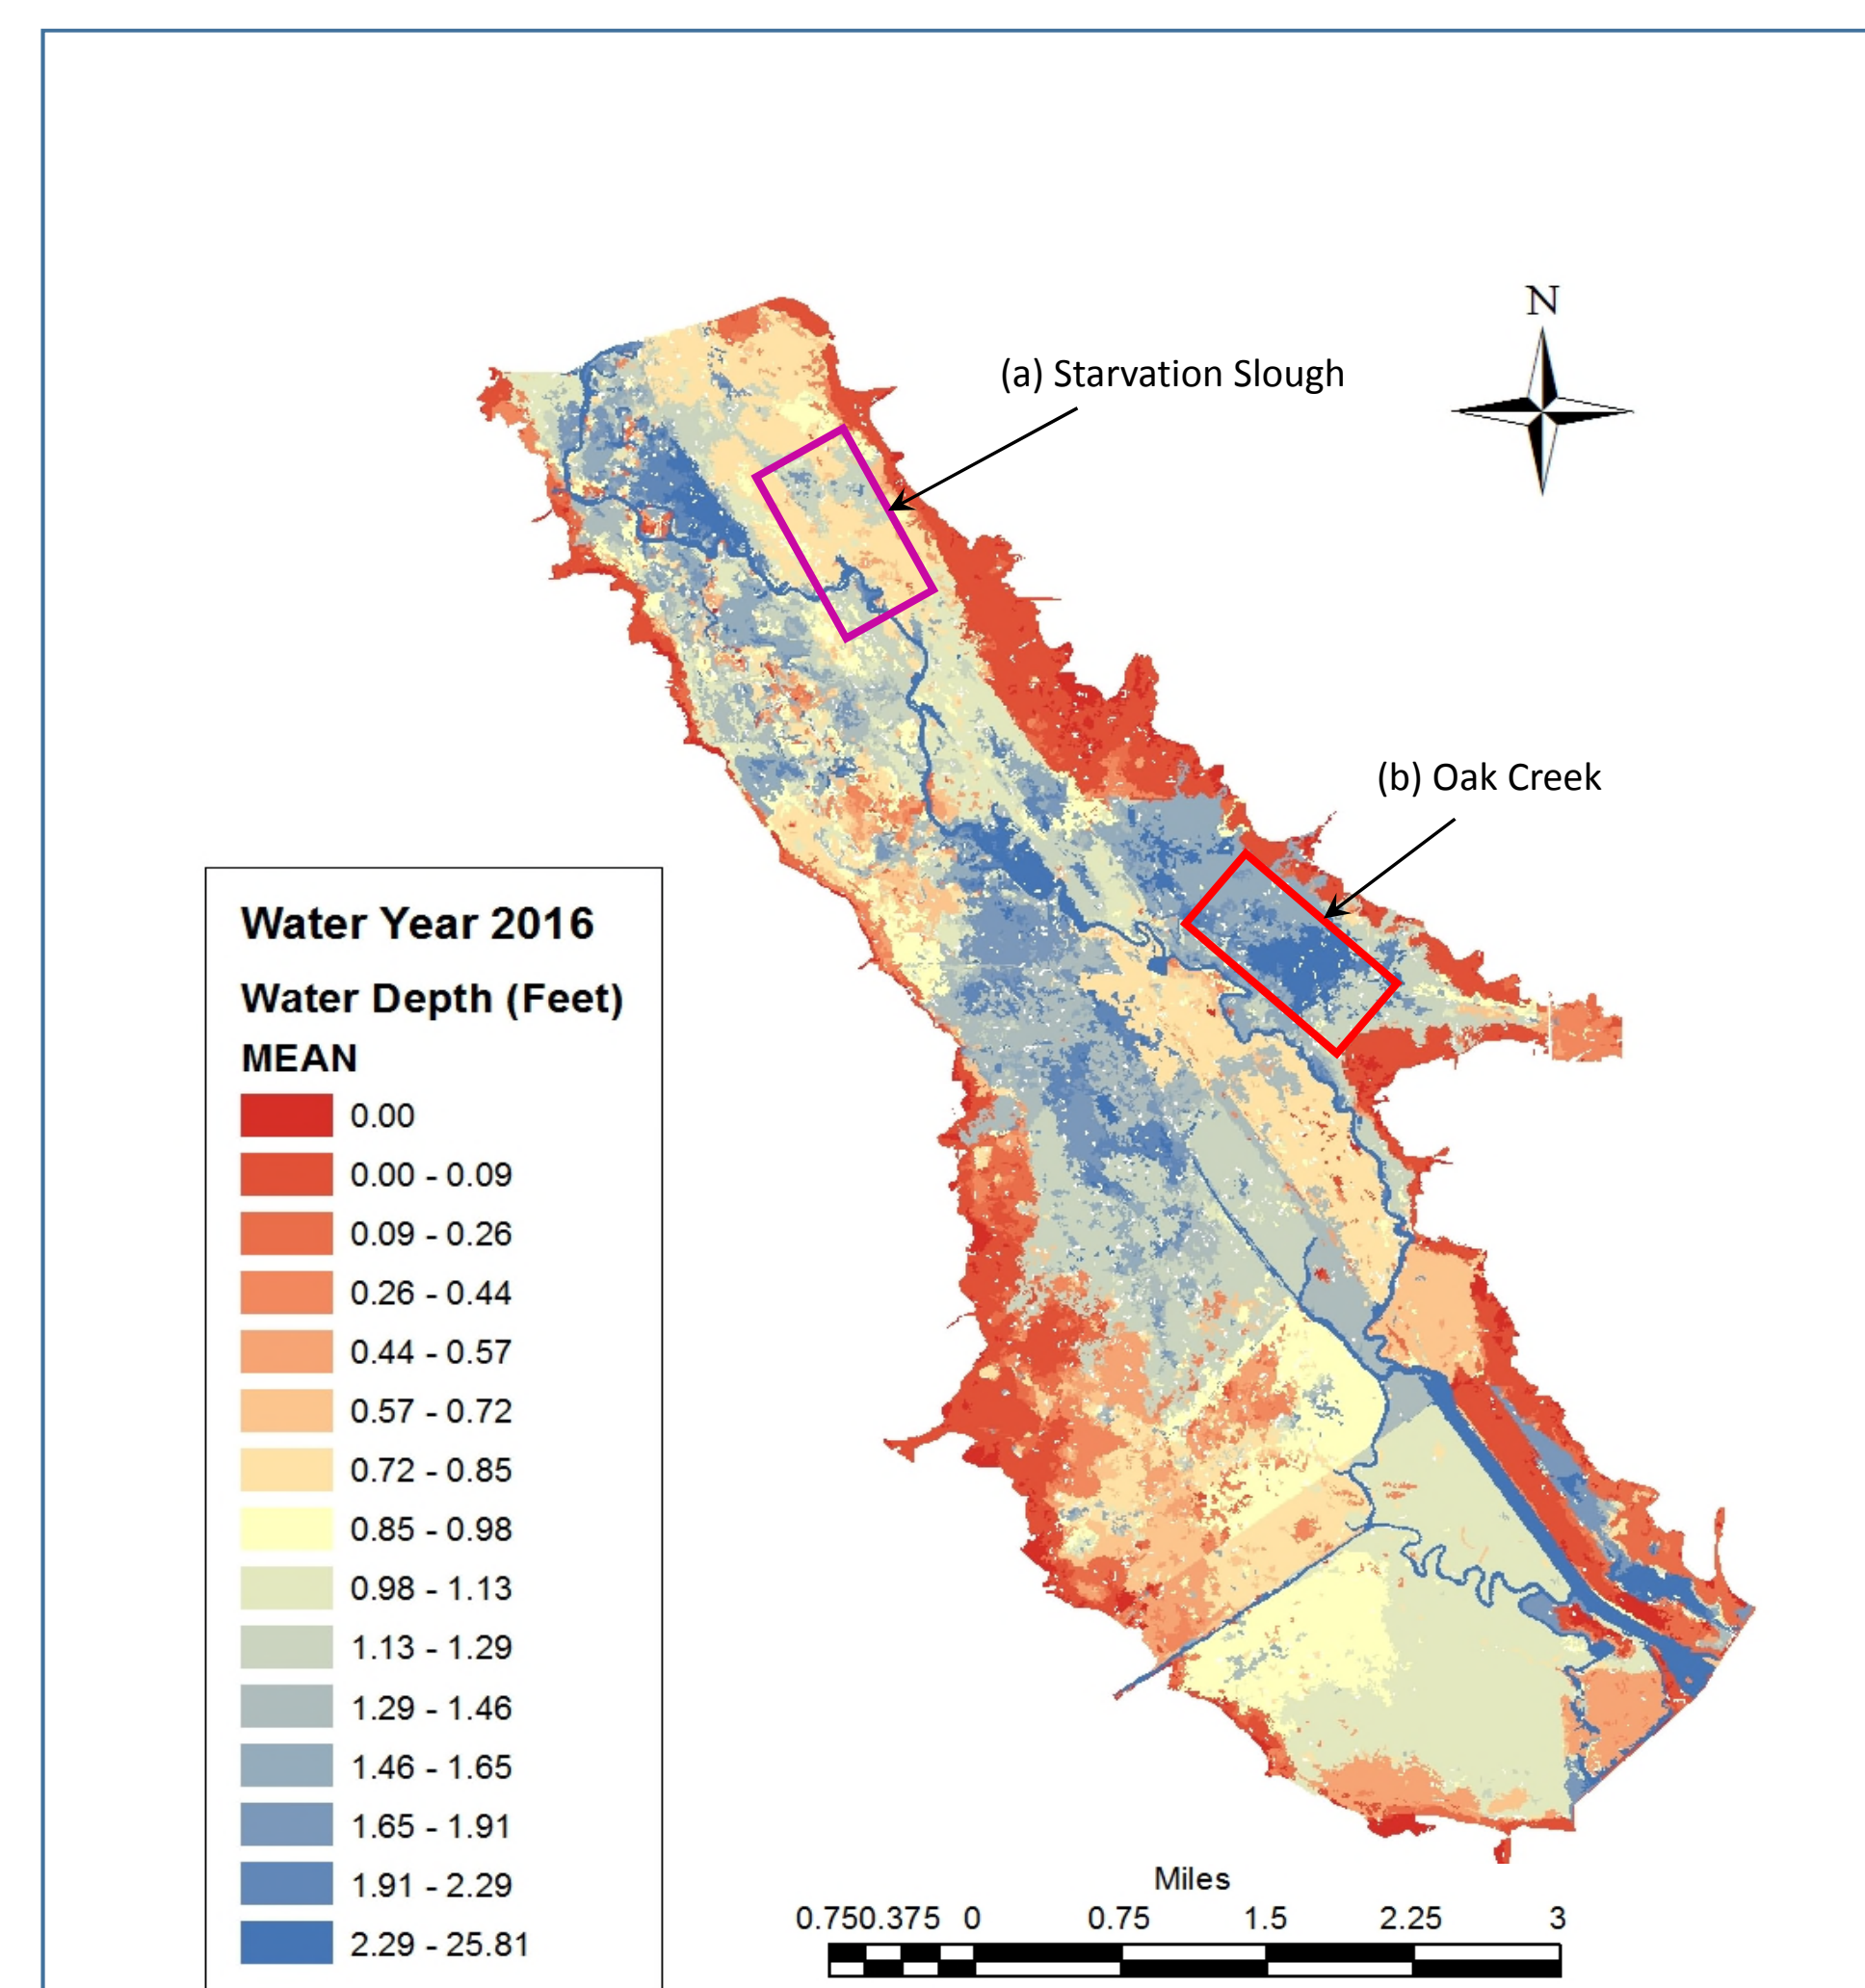 N
(a) Starvation Slough
(b) Oak Creek
Water Year 2016
Water Depth (Feet)
MEAN
0.00
0.00 - 0.09
0.09 - 0.26
0.26 - 0.44
0.44 - 0.57
0.57 - 0.72
0.72 - 0.85
0.85 - 0.98
0.98 - 1.13
1.13 - 1.29
1.29 - 1.46
1.46 - 1.65
1.65 - 1.91
1.91 - 2.29
2.29 - 25.81
Miles
0.750.375 0 0.75 1.5 2.25 3